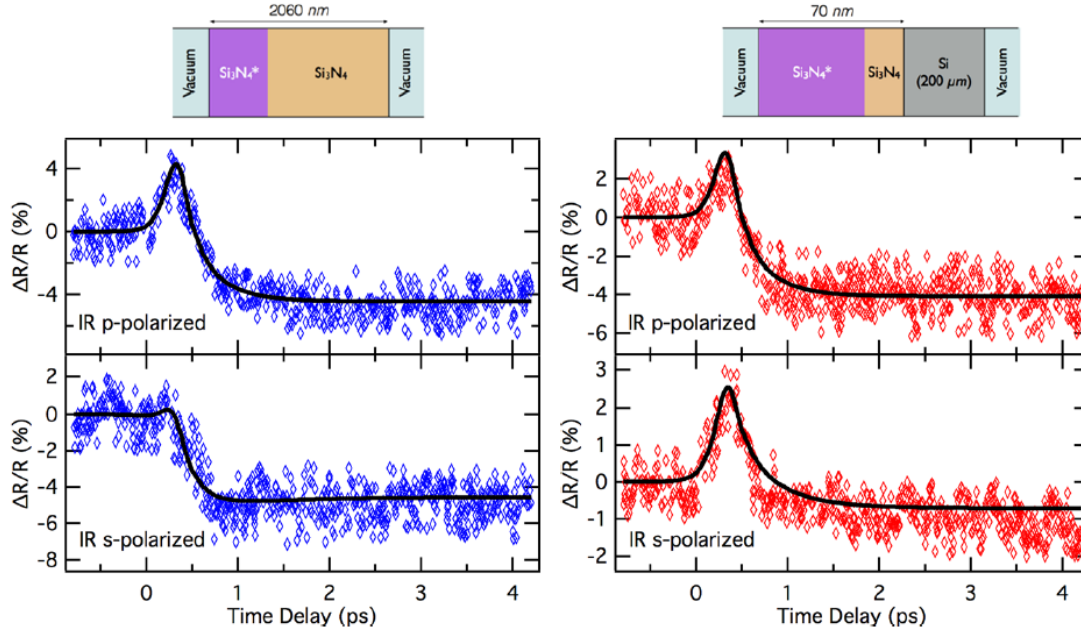 2060 nm
Vacuum
Si₃N₄*
Si₃N₄
Vacuum
70 nm
Vacuum
Si₃N₄*
Si₃N₄
Si
(200 μm)
Vacuum
ΔR/R (%)
4
0
-4
IR p-polarized
ΔR/R (%)
2
0
-2
-4
-6
-8
IR s-polarized
0
1
2
3
4
Time Delay (ps)
ΔR/R (%)
2
0
-2
-4
-6
IR p-polarized
ΔR/R (%)
3
2
1
0
-1
-2
IR s-polarized
0
1
2
3
4
Time Delay (ps)